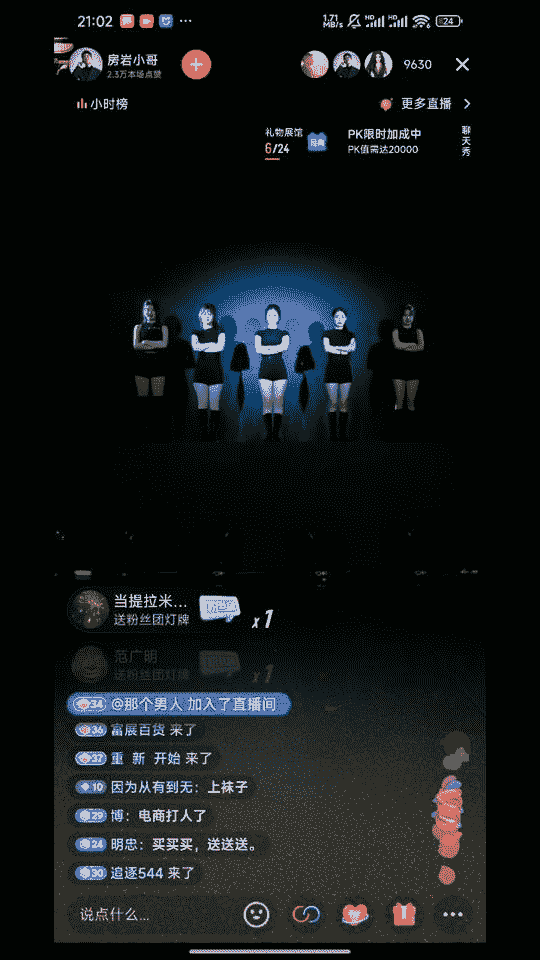 21:02
1.71 MB/s HD HD 24
房岩小哥
2.3万本场点赞
9630
小时榜
更多直播
礼物展馆
6/24
PK限时加成中
PK值需达20000
聊天秀
当提拉米...
送粉丝团灯牌
x1
范广明
送粉丝团灯牌
x1
34 @那个男人 加入了直播间
36 富展百货 来了
37 重 新 开始 来了
10 因为从有到无：上袜子
29 博：电商打人了
24 明忠：买买买，送送送。
30 追逐544 来了
说点什么...